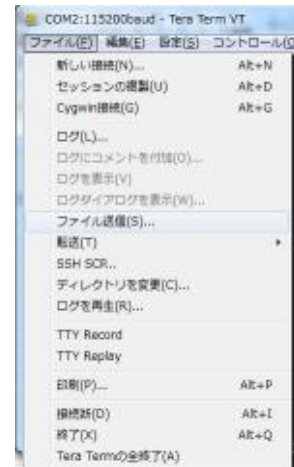 COM2:115200baud - Tera Term VT
ファイル(F) 編集(E) 設定(S) コントロール(O
新しい接続(N)... Alt+N
セッションの複製(U) Alt+D
Cygwin接続(G) Alt+G
ログ(L)...
ログにコメントを付加(O)...
ログを表示(V)
ログダイアログを表示(W)...
ファイル送信(S)...
転送(T)
SSH SCP...
ディレクトリを変更(C)...
ログを再生(R)...
TTY Record
TTY Replay
印刷(P)... Alt+P
接続断(D) Alt+I
終了(X) Alt+Q
Tera Termの全終了(A)